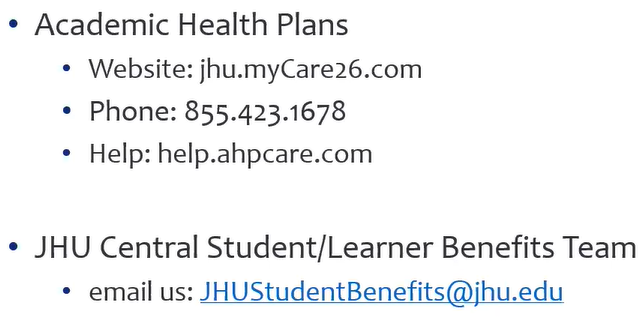 • Academic Health Plans
• Website: jhu.myCare26.com
• Phone: 855.423.1678
• Help: help.ahpcare.com
• JHU Central Student/Learner Benefits Team
• email us: JHUStudentBenefits@jhu.edu